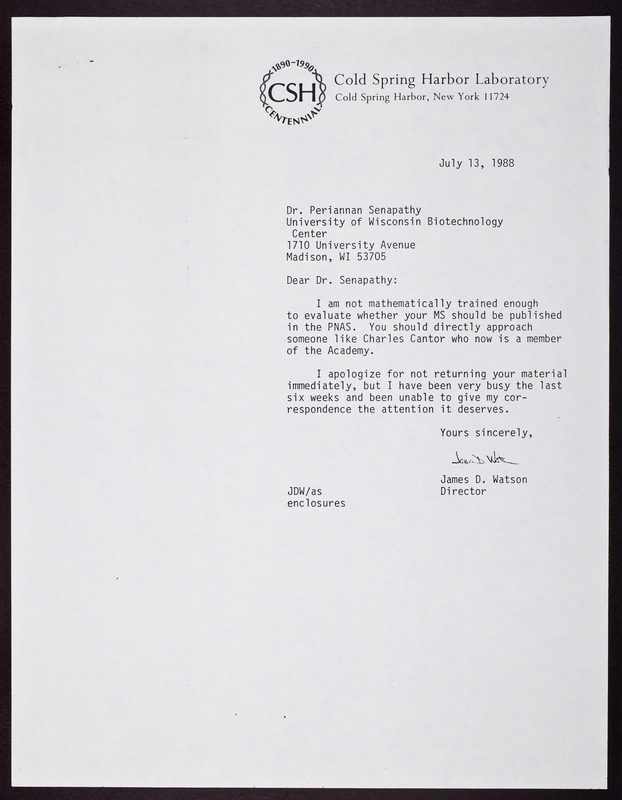 1890-1990
CSH
CENTENNIAL
Cold Spring Harbor Laboratory
Cold Spring Harbor, New York 11724
July 13, 1988
Dr. Periannan Senapathy
University of Wisconsin Biotechnology
Center
1710 University Avenue
Madison, WI 53705
Dear Dr. Senapathy:
I am not mathematically trained enough
to evaluate whether your MS should be published
in the PNAS. You should directly approach
someone like Charles Cantor who now is a member
of the Academy.
I apologize for not returning your material
immediately, but I have been very busy the last
six weeks and been unable to give my cor-
respondence the attention it deserves.
Yours sincerely,
James D. Watson
Director
JDW/as
enclosures